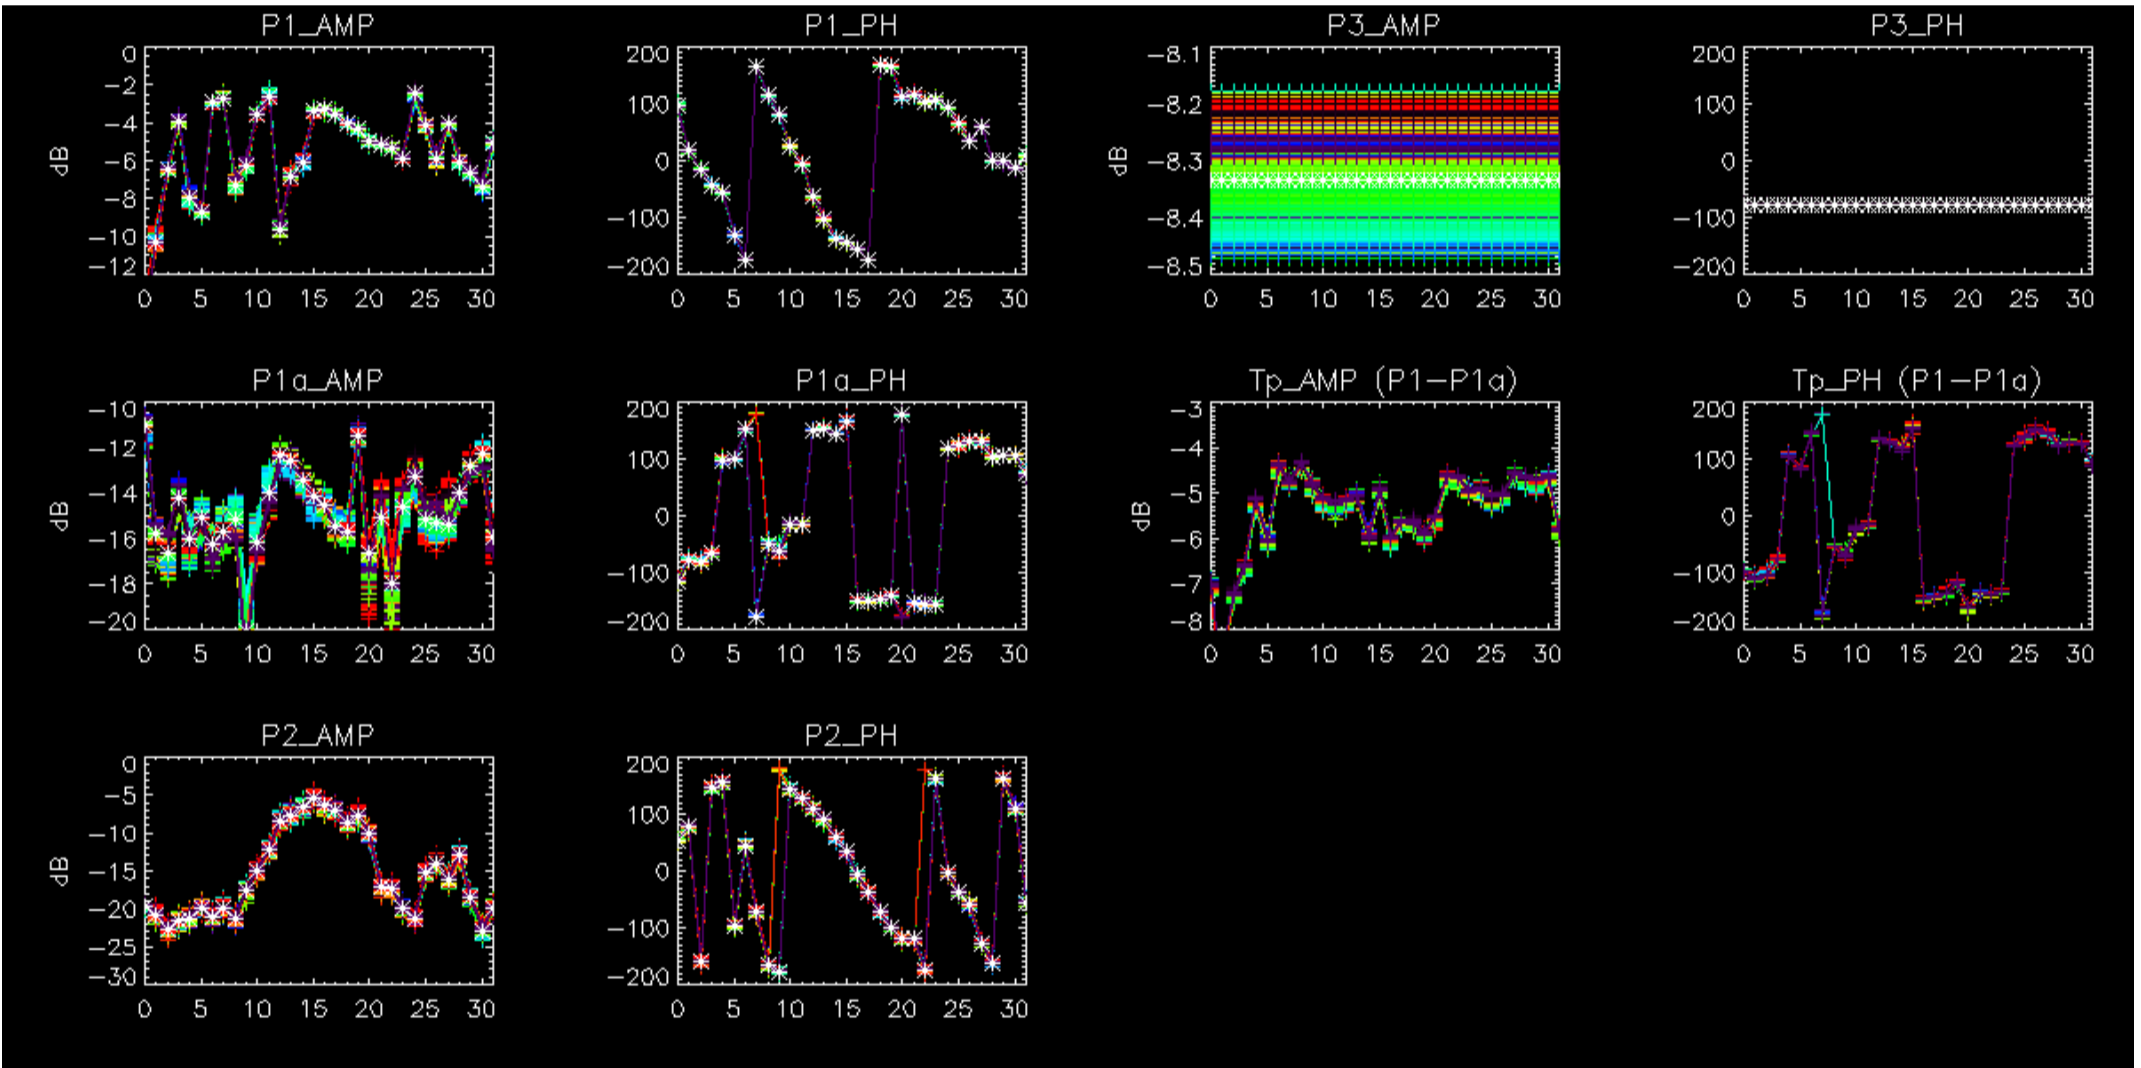 P1_AMP
0
−2
−4
−6
−8
−10
−12
dB
0 5 10 15 20 25 30
P1_PH
200
100
0
−100
−200
0 5 10 15 20 25 30
P3_AMP
−8.1
−8.2
−8.3
−8.4
−8.5
dB
0 5 10 15 20 25 30
P3_PH
200
100
0
−100
−200
0 5 10 15 20 25 30
P1a_AMP
−10
−12
−14
−16
−18
−20
dB
0 5 10 15 20 25 30
P1a_PH
200
100
0
−100
−200
0 5 10 15 20 25 30
Tp_AMP (P1−P1a)
−3
−4
−5
−6
−7
−8
dB
0 5 10 15 20 25 30
Tp_PH (P1−P1a)
200
100
0
−100
−200
0 5 10 15 20 25 30
P2_AMP
0
−5
−10
−15
−20
−25
−30
dB
0 5 10 15 20 25 30
P2_PH
200
100
0
−100
−200
0 5 10 15 20 25 30